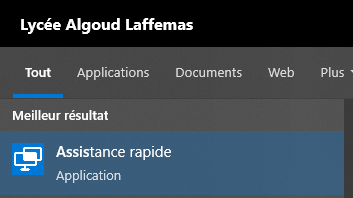 Lycée Algoud Laffemas
Tout Applications Documents Web Plus
Meilleur résultat
Assistance rapide
Application